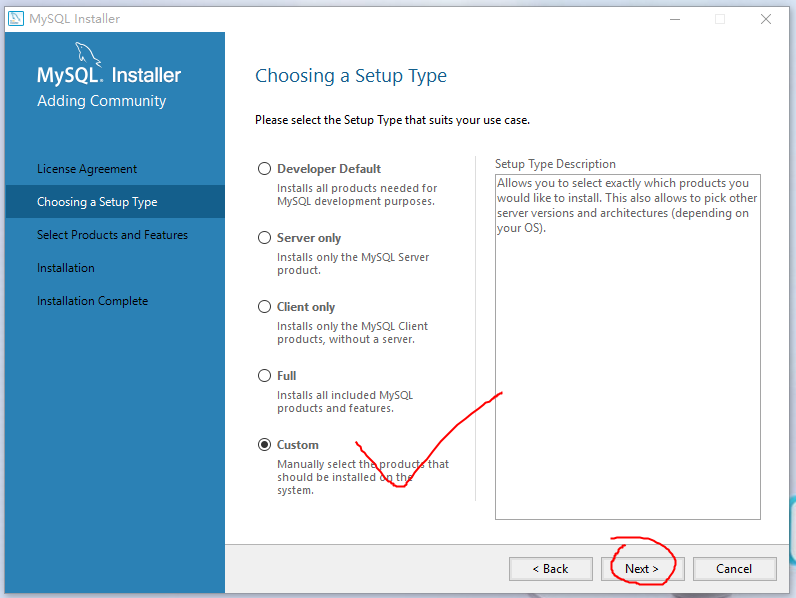 MySQL Installer
MySQL. Installer
Adding Community
License Agreement
Choosing a Setup Type
Select Products and Features
Installation
Installation Complete
Choosing a Setup Type
Please select the Setup Type that suits your use case.
Developer Default
Installs all products needed for
MySQL development purposes.
Server only
Installs only the MySQL Server
product.
Client only
Installs only the MySQL Client
products, without a server.
Full
Installs all included MySQL
products and features.
Custom
Manually select the products that
should be installed on the
system.
Setup Type Description
Allows you to select exactly which products you
would like to install. This also allows to pick other
server versions and architectures (depending on
your OS).
< Back
Next >
Cancel